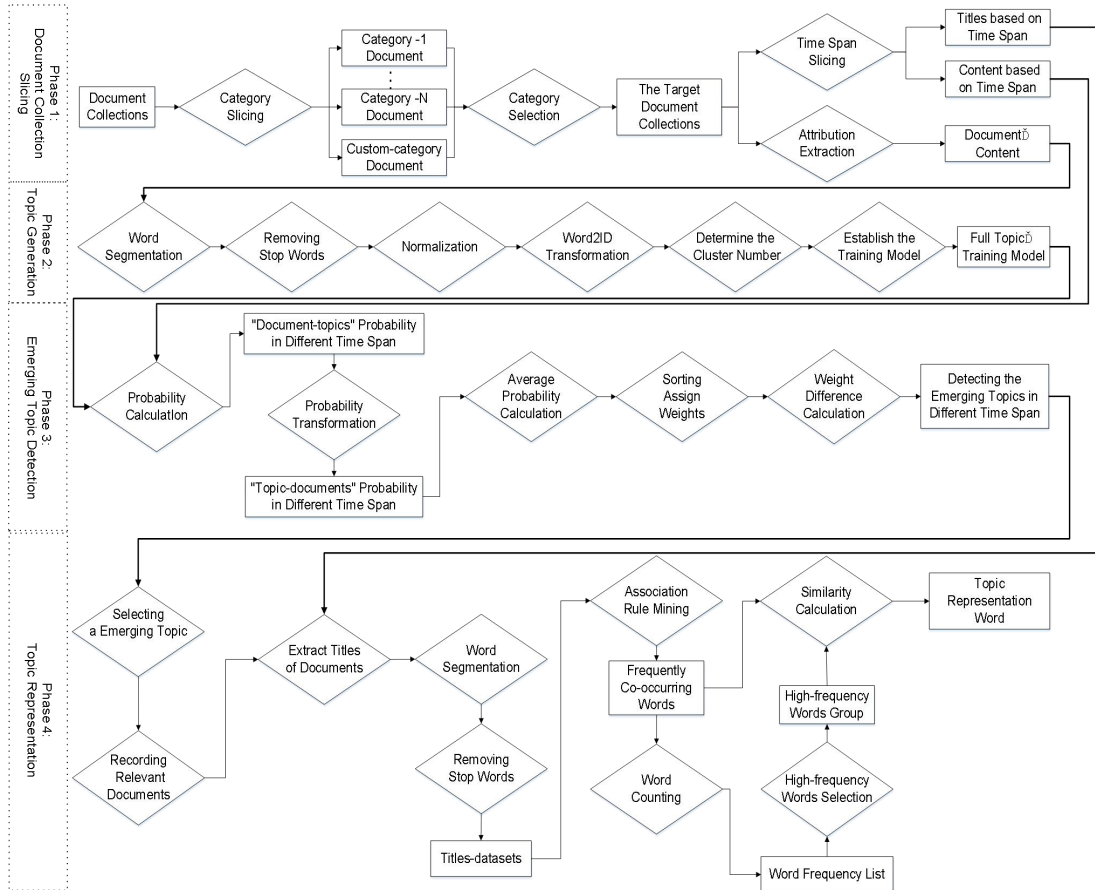 Phase 1:
Document Collection
Slicing
Document
Collections
Category
Slicing
Category -1
Document
Category -N
Document
Custom-category
Document
Category
Selection
The Target
Document
Collections
Time Span
Slicing
Attribution
Extraction
Titles based on
Time Span
Content based
on Time Span
DocumentĎ
Content
Phase 2:
Topic Generation
Word
Segmentation
Removing
Stop Words
Normalization
Word2ID
Transformation
Determine the
Cluster Number
Establish the
Training Model
Full TopicĎ
Training Model
Phase 3:
Emerging Topic Detection
Probability
CalculatIon
"Document-topics" Probability
in Different Time Span
Probability
Transformation
"Topic-documents" Probability
in Different Time Span
Average
Probability
Calculation
Sorting
Assign
Weights
Weight
Difference
Calculation
Detecting the
Emerging Topics in
Different Time Span
Phase 4:
Topic Representation
Selecting
a Emerging Topic
Recording
Relevant
Documents
Extract Titles
of Documents
Word
Segmentation
Removing
Stop Words
Titles-datasets
Association
Rule Mining
Frequently
Co-occurring
Words
Word
Counting
Word Frequency List
High-frequency
Words Selection
High-frequency
Words Group
Similarity
Calculation
Topic
Representation
Word